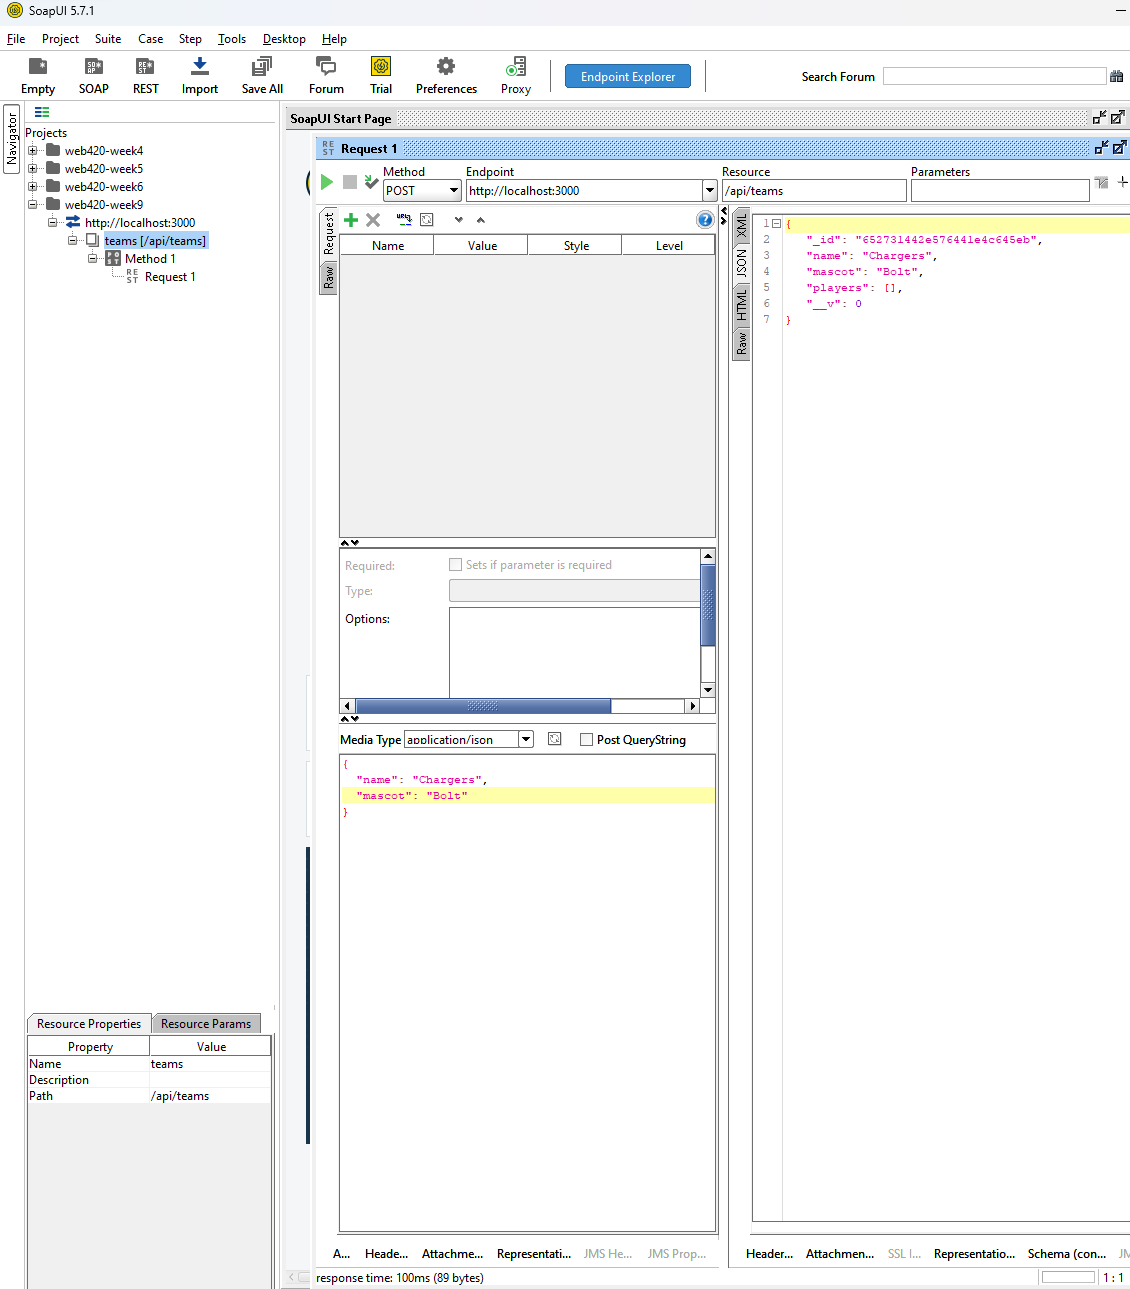 SoapUI 5.7.1
File Project Suite Case Step Tools Desktop Help
Empty SOAP REST Import Save All Forum Trial Preferences Proxy Endpoint Explorer Search Forum
Navigator
Projects
web420-week4
web420-week5
web420-week6
web420-week9
http://localhost:3000
teams [/api/teams]
Method 1
Request 1
Resource Properties Resource Params
Property Value
Name teams
Description
Path /api/teams
SoapUI Start Page
Request 1
Method Endpoint Resource Parameters
POST http://localhost:3000 /api/teams
Request
Raw
Name Value Style Level
Required: Sets if parameter is required
Type:
Options:
Media Type application/json Post QueryString
{
"name": "Chargers",
"mascot": "Bolt"
}
A... Heade... Attachme... Representati... JMS He... JMS Prop...
response time: 100ms (89 bytes)
XML
JSON
HTML
Raw
1 {
2 "_id": "652731442e576441e4c645eb",
3 "name": "Chargers",
4 "mascot": "Bolt",
5 "players": [],
6 "__v": 0
7 }
Header... Attachmen... SSL I... Representatio... Schema (con... JM
1 : 1